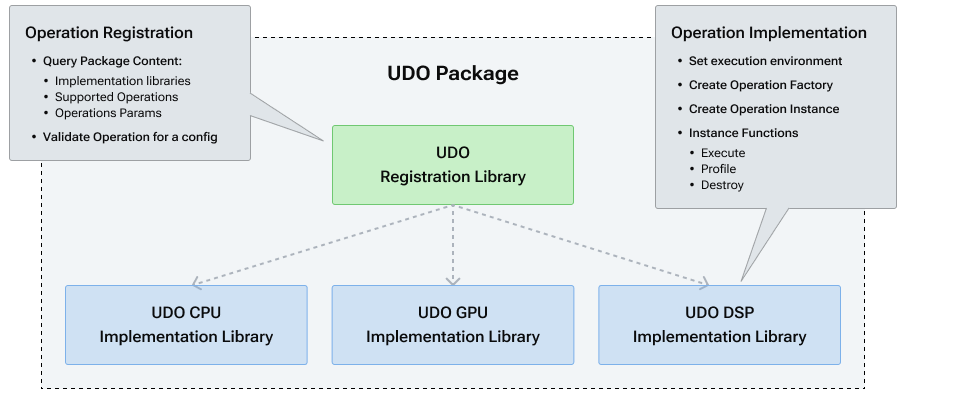 Operation Registration
• Query Package Content:
• Implementation libraries
• Supported Operations
• Operations Params
• Validate Operation for a config
UDO Package
Operation Implementation
• Set execution environment
• Create Operation Factory
• Create Operation Instance
• Instance Functions
• Execute
• Profile
• Destroy
UDO
Registration Library
UDO CPU
Implementation Library
UDO GPU
Implementation Library
UDO DSP
Implementation Library